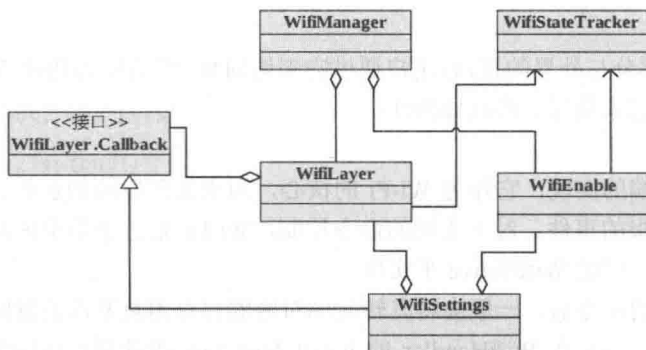 WifiManager
WifiStateTracker
<<接口>>
WifiLayer.Callback
WifiLayer
WifiEnable
WifiSettings